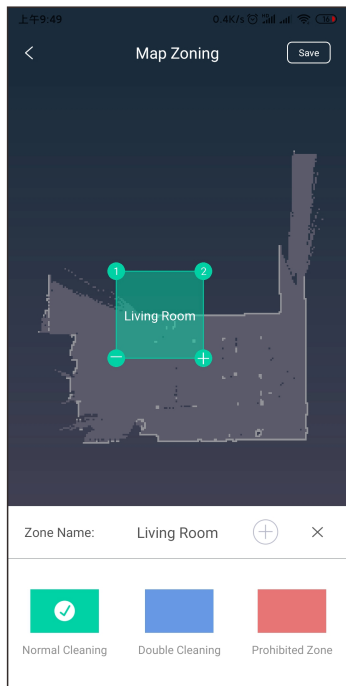 上午9:49
0.4K/s
16
Map Zoning
Save
1
2
Living Room
Zone Name: Living Room
Normal Cleaning
Double Cleaning
Prohibited Zone